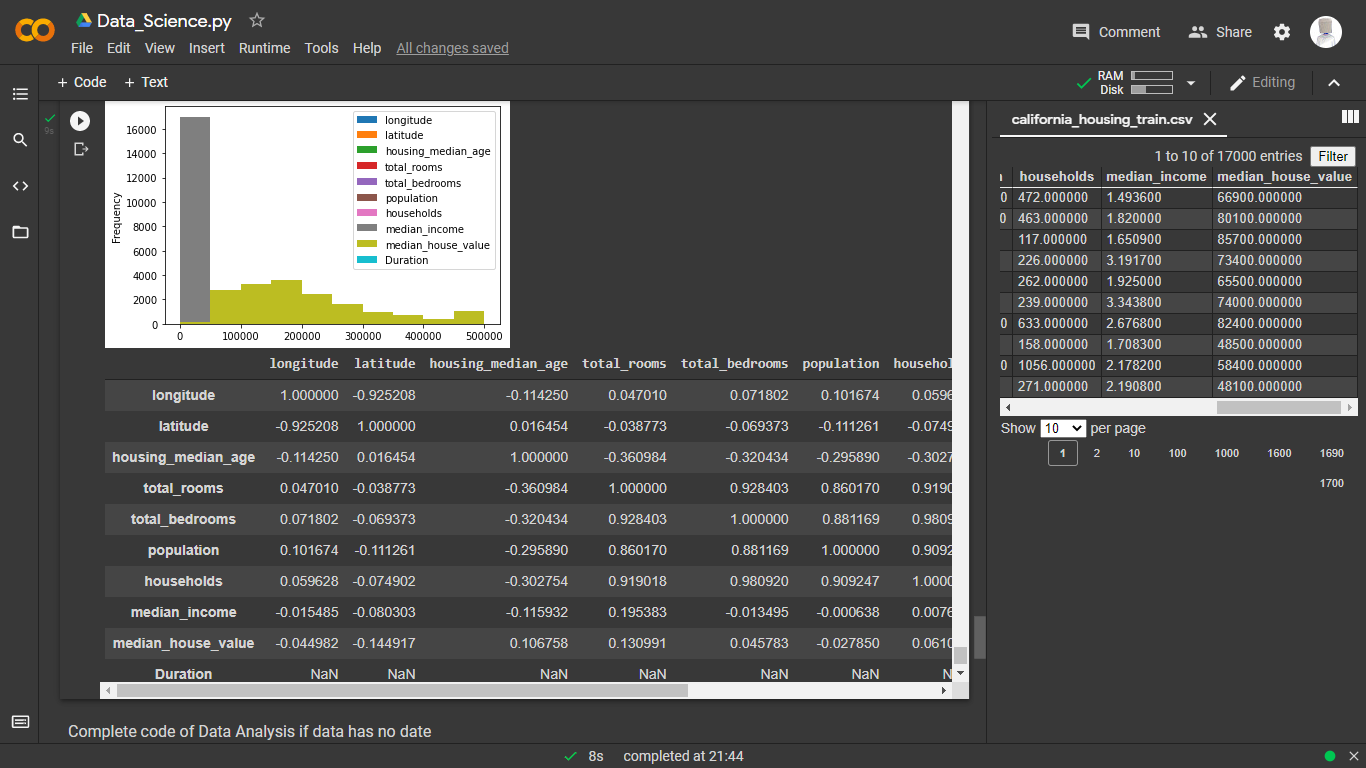 Data_Science.py
File Edit View Insert Runtime Tools Help All changes saved
Comment Share
+ Code + Text
RAM
Disk
Editing
9s
16000
14000
12000
10000
8000
6000
4000
2000
0
Frequency
longitude
latitude
housing_median_age
total_rooms
total_bedrooms
population
households
median_income
median_house_value
Duration
0 100000 200000 300000 400000 500000
longitude latitude housing_median_age total_rooms total_bedrooms population househol
longitude 1.000000 -0.925208 -0.114250 0.047010 0.071802 0.101674 0.0596
latitude -0.925208 1.000000 0.016454 -0.038773 -0.069373 -0.111261 -0.0749
housing_median_age -0.114250 0.016454 1.000000 -0.360984 -0.320434 -0.295890 -0.3027
total_rooms 0.047010 -0.038773 -0.360984 1.000000 0.928403 0.860170 0.9190
total_bedrooms 0.071802 -0.069373 -0.320434 0.928403 1.000000 0.881169 0.9809
population 0.101674 -0.111261 -0.295890 0.860170 0.881169 1.000000 0.9092
households 0.059628 -0.074902 -0.302754 0.919018 0.980920 0.909247 1.0000
median_income -0.015485 -0.080303 -0.115932 0.195383 -0.013495 -0.000638 0.0076
median_house_value -0.044982 -0.144917 0.106758 0.130991 0.045783 -0.027850 0.0610
Duration NaN NaN NaN NaN NaN NaN N
Complete code of Data Analysis if data has no date
california_housing_train.csv
1 to 10 of 17000 entries Filter
households median_income median_house_value
0 472.000000 1.493600 66900.000000
0 463.000000 1.820000 80100.000000
117.000000 1.650900 85700.000000
226.000000 3.191700 73400.000000
262.000000 1.925000 65500.000000
239.000000 3.343800 74000.000000
0 633.000000 2.676800 82400.000000
158.000000 1.708300 48500.000000
0 1056.000000 2.178200 58400.000000
271.000000 2.190800 48100.000000
Show 10 per page
1 2 10 100 1000 1600 1690
1700
8s completed at 21:44